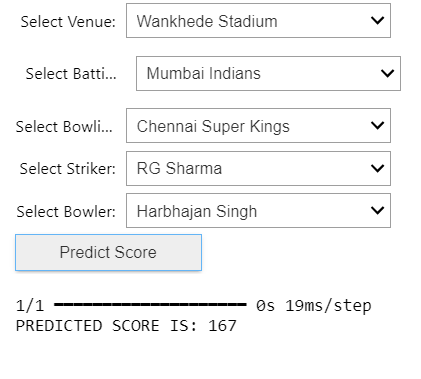 Select Venue: Wankhede Stadium
Select Batti... Mumbai Indians
Select Bowli... Chennai Super Kings
Select Striker: RG Sharma
Select Bowler: Harbhajan Singh
Predict Score
1/1 ━━━━━━━━━━━━━━━━━━━━ 0s 19ms/step
PREDICTED SCORE IS: 167